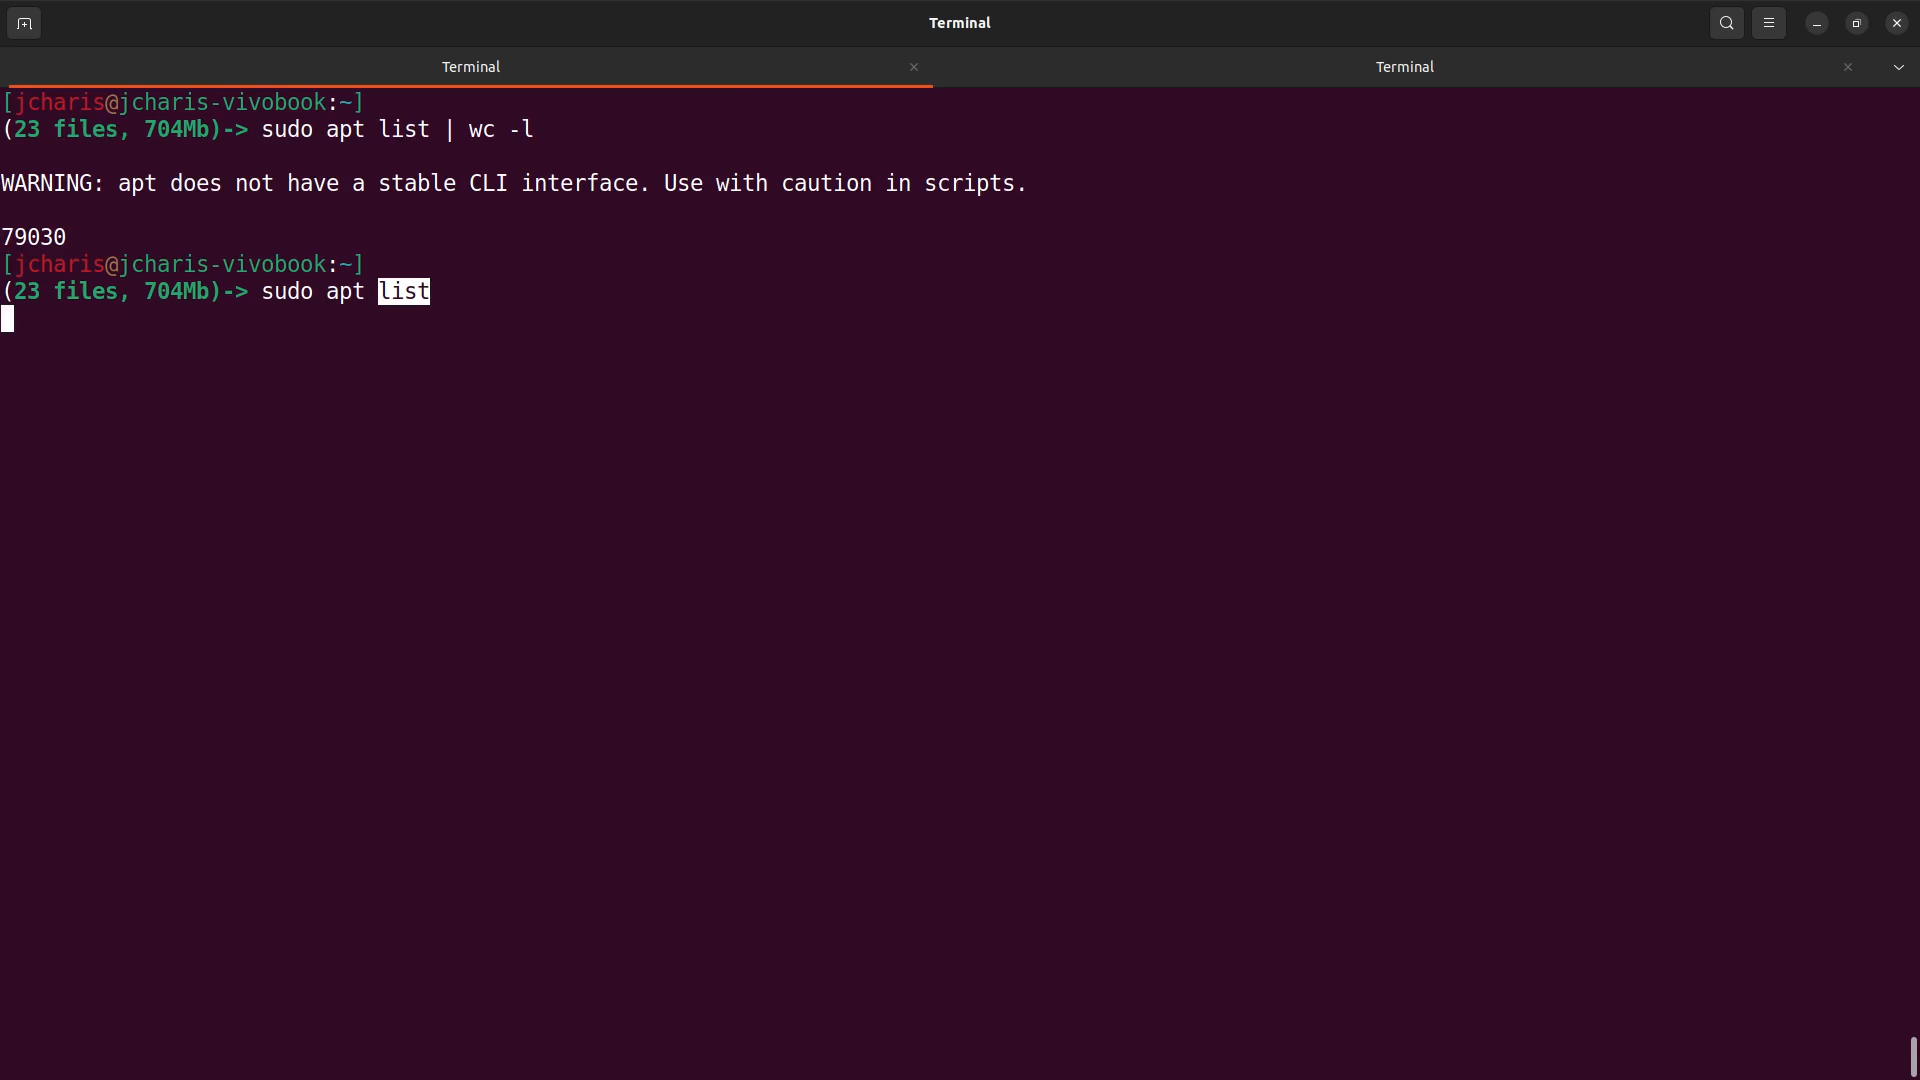 Terminal
Terminal
Terminal
[jcharis@jcharis-vivobook:~]
(23 files, 704Mb)-> sudo apt list | wc -l
WARNING: apt does not have a stable CLI interface. Use with caution in scripts.
79030
[jcharis@jcharis-vivobook:~]
(23 files, 704Mb)-> sudo apt list